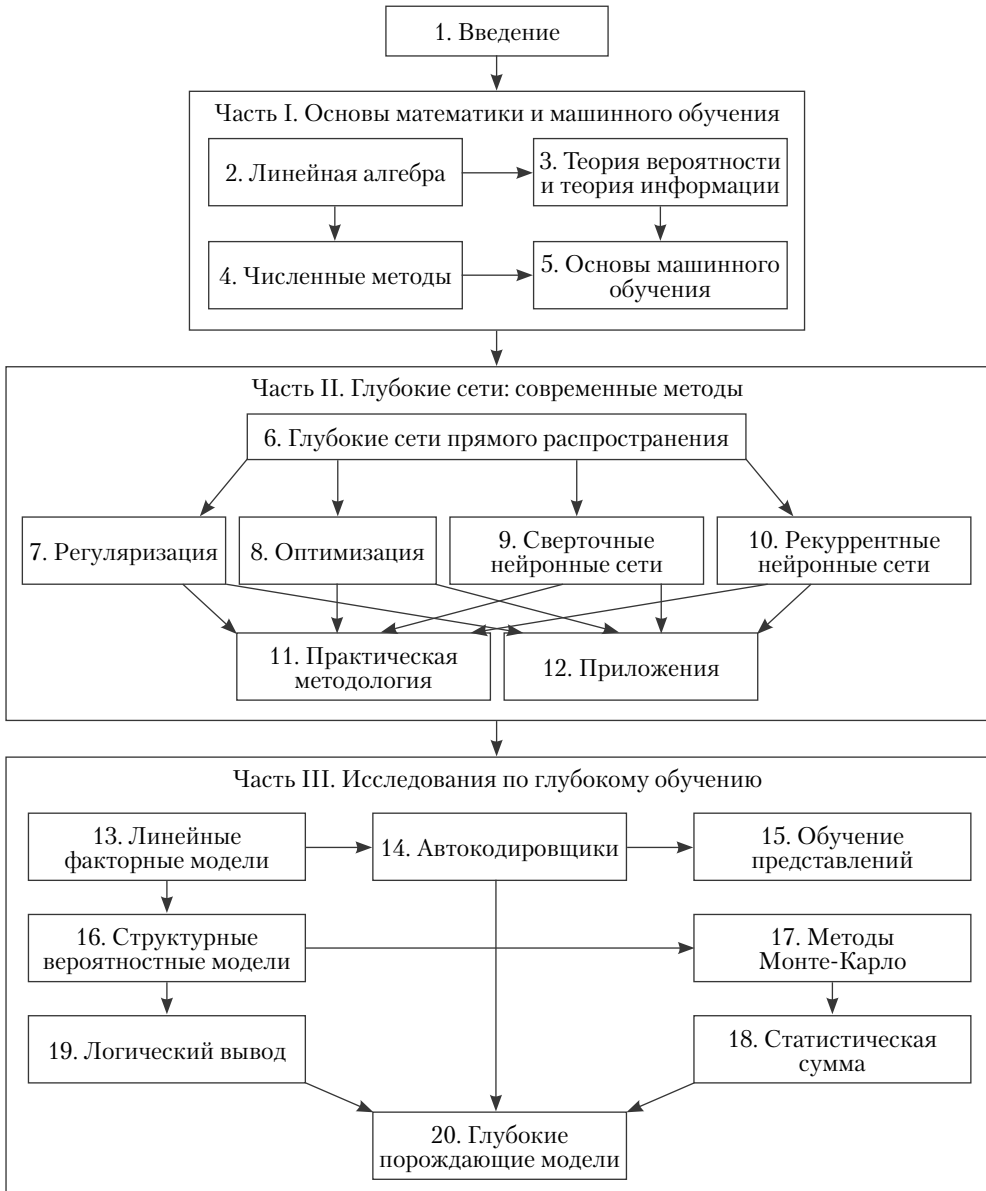 1. Введение
Часть I. Основы математики и машинного обучения
2. Линейная алгебра
3. Теория вероятности
и теория информации
4. Численные методы
5. Основы машинного
обучения
Часть II. Глубокие сети: современные методы
6. Глубокие сети прямого распространения
7. Регуляризация
8. Оптимизация
9. Сверточные
нейронные сети
10. Рекуррентные
нейронные сети
11. Практическая
методология
12. Приложения
Часть III. Исследования по глубокому обучению
13. Линейные
факторные модели
14. Автокодировщики
15. Обучение
представлений
16. Структурные
вероятностные модели
17. Методы
Монте-Карло
19. Логический вывод
18. Статистическая
сумма
20. Глубокие
порождающие модели